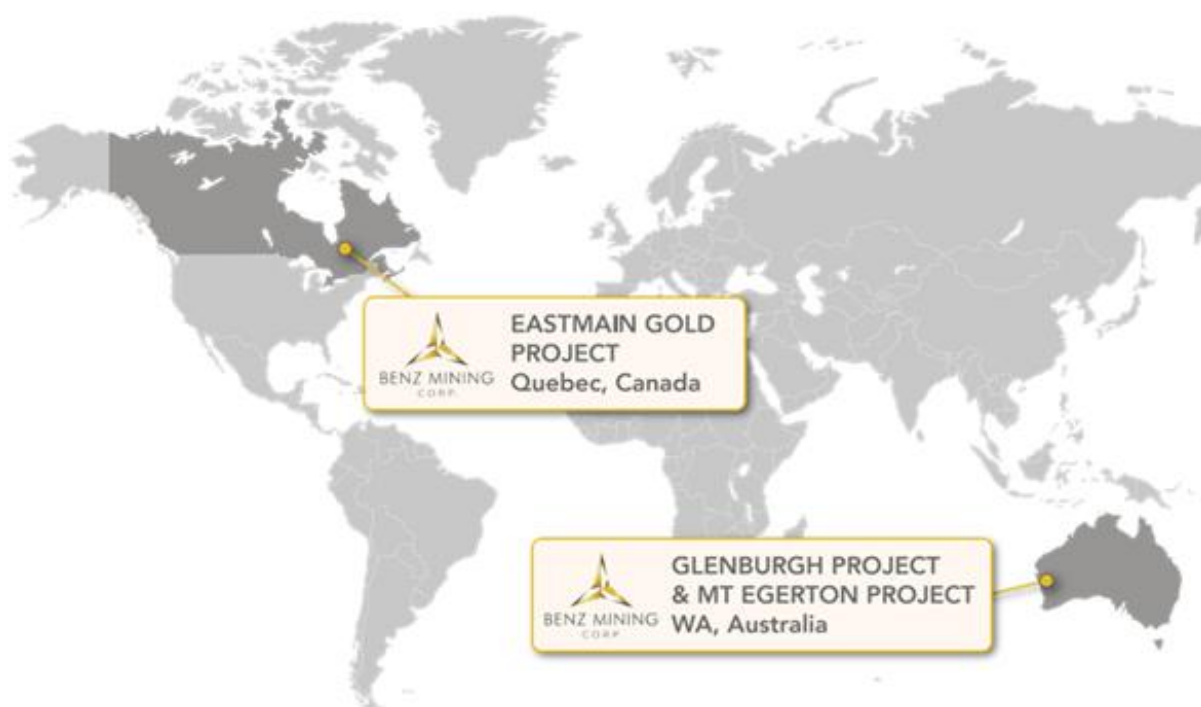 EASTMAIN GOLD
PROJECT
Quebec, Canada
BENZ MINING
CORP.
GLENBURGH PROJECT
& MT EGERTON PROJECT
WA, Australia
BENZ MINING
CORP